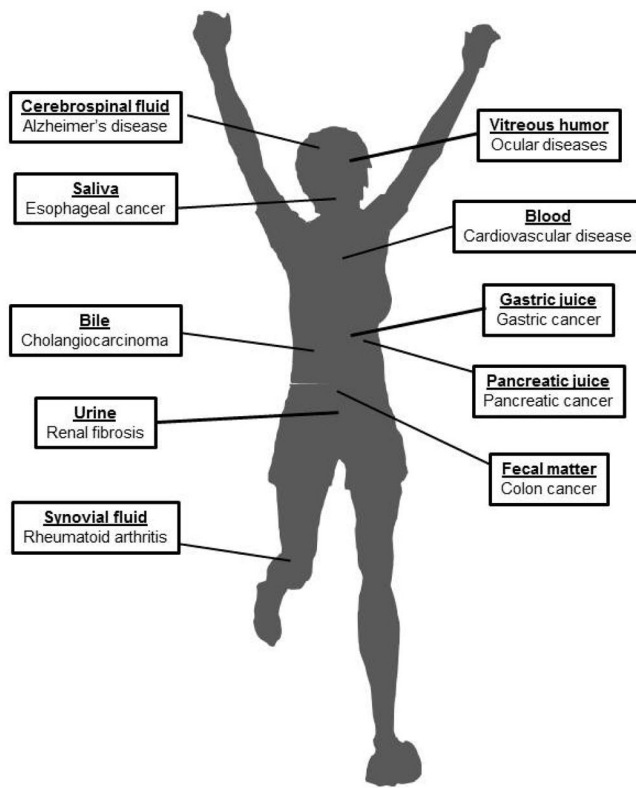 Cerebrospinal fluid
Alzheimer's disease
Vitreous humor
Ocular diseases
Saliva
Esophageal cancer
Blood
Cardiovascular disease
Gastric juice
Gastric cancer
Bile
Cholangiocarcinoma
Pancreatic juice
Pancreatic cancer
Urine
Renal fibrosis
Fecal matter
Colon cancer
Synovial fluid
Rheumatoid arthritis